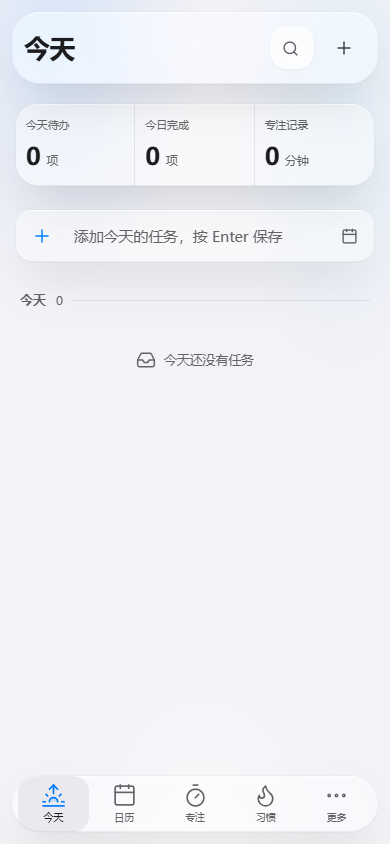 今天
今天待办
今日完成
专注记录
0 项
0 项
0 分钟
添加今天的任务，按 Enter 保存
今天 0
今天还没有任务
今天
日历
专注
习惯
更多